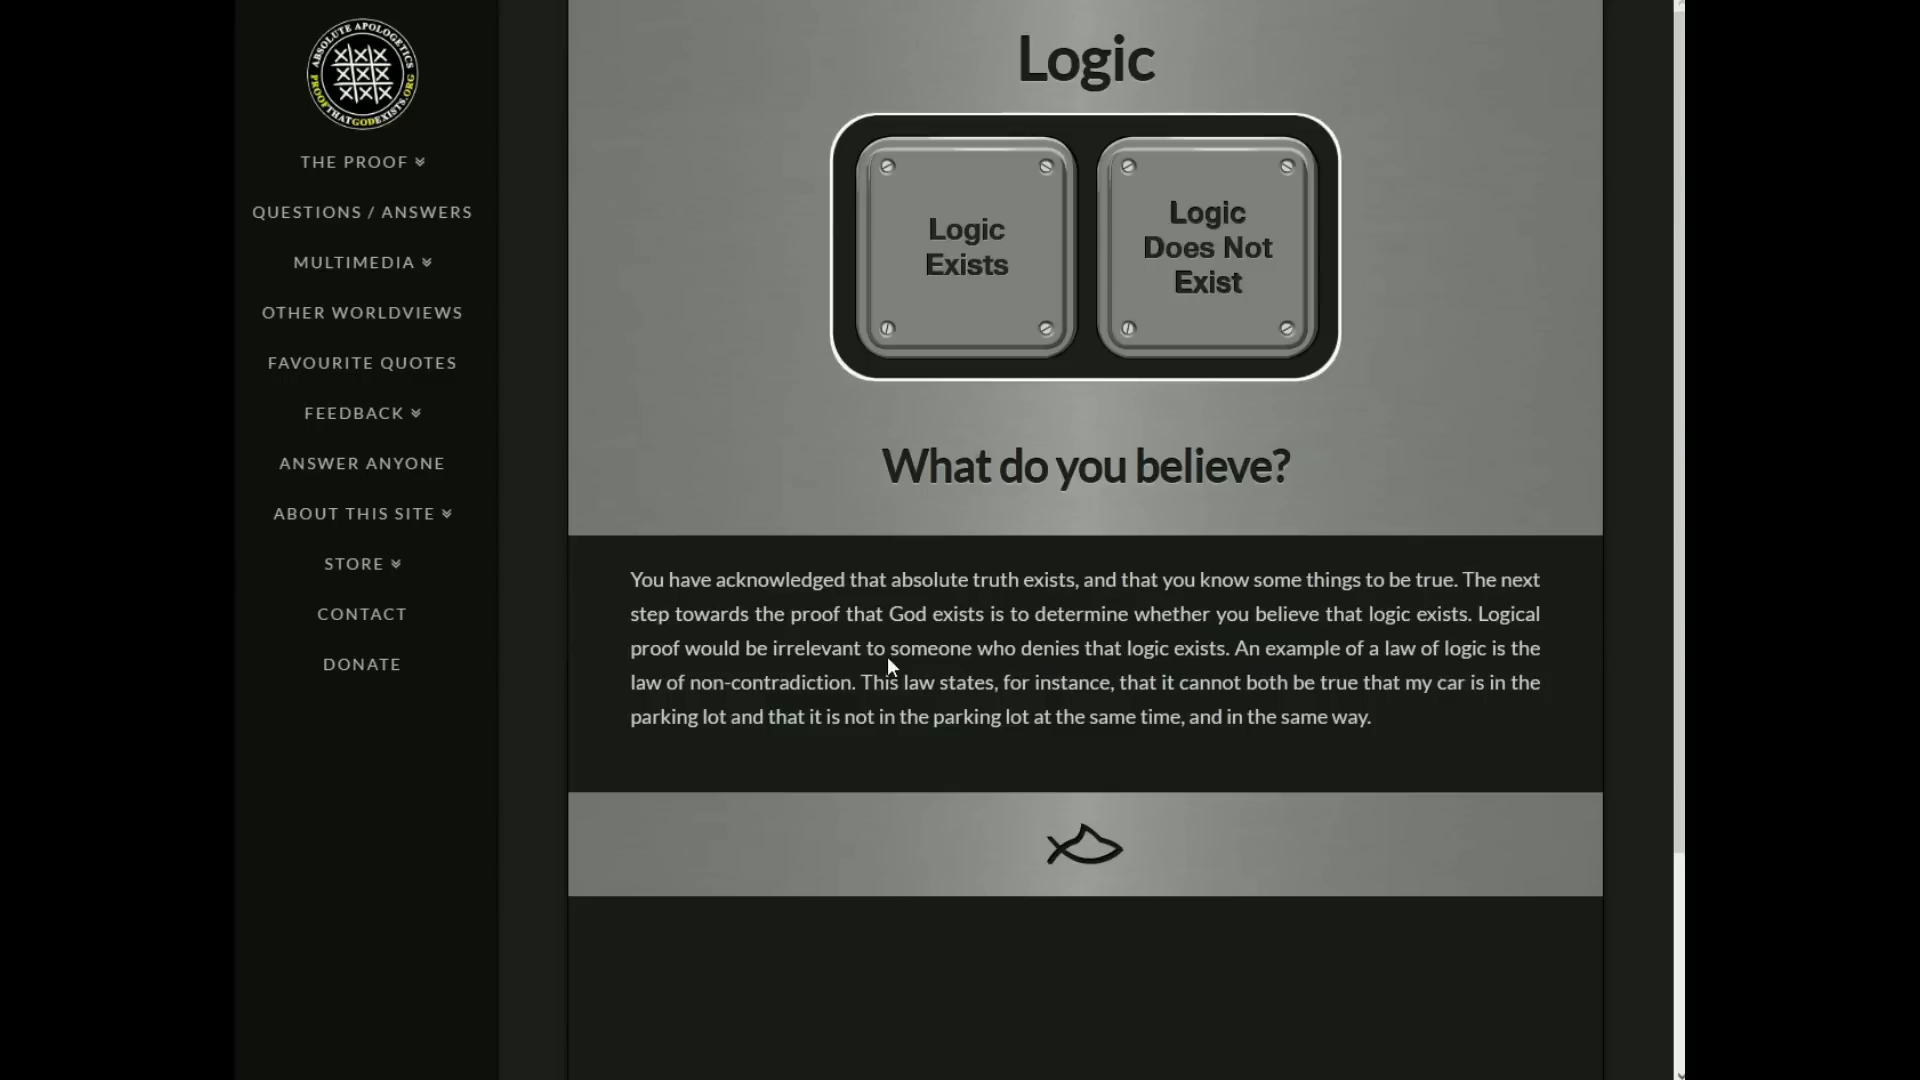 ABSOLUTE APOLOGETICS
PROOFTHATGODEXISTS.ORG
THE PROOF
QUESTIONS / ANSWERS
MULTIMEDIA
OTHER WORLDVIEWS
FAVOURITE QUOTES
FEEDBACK
ANSWER ANYONE
ABOUT THIS SITE
STORE
CONTACT
DONATE
Logic
Logic
Exists
Logic
Does Not
Exist
What do you believe?
You have acknowledged that absolute truth exists, and that you know some things to be true. The next
step towards the proof that God exists is to determine whether you believe that logic exists. Logical
proof would be irrelevant to someone who denies that logic exists. An example of a law of logic is the
law of non-contradiction. This law states, for instance, that it cannot both be true that my car is in the
parking lot and that it is not in the parking lot at the same time, and in the same way.